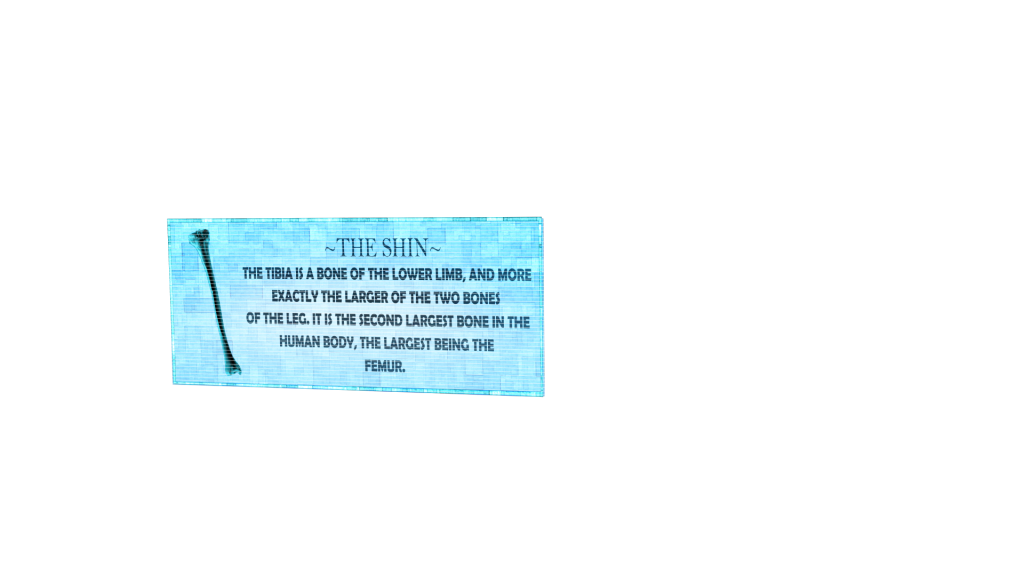 ~THE SHIN~
THE TIBIA IS A BONE OF THE LOWER LIMB, AND MORE
EXACTLY THE LARGER OF THE TWO BONES
OF THE LEG. IT IS THE SECOND LARGEST BONE IN THE
HUMAN BODY, THE LARGEST BEING THE
FEMUR.